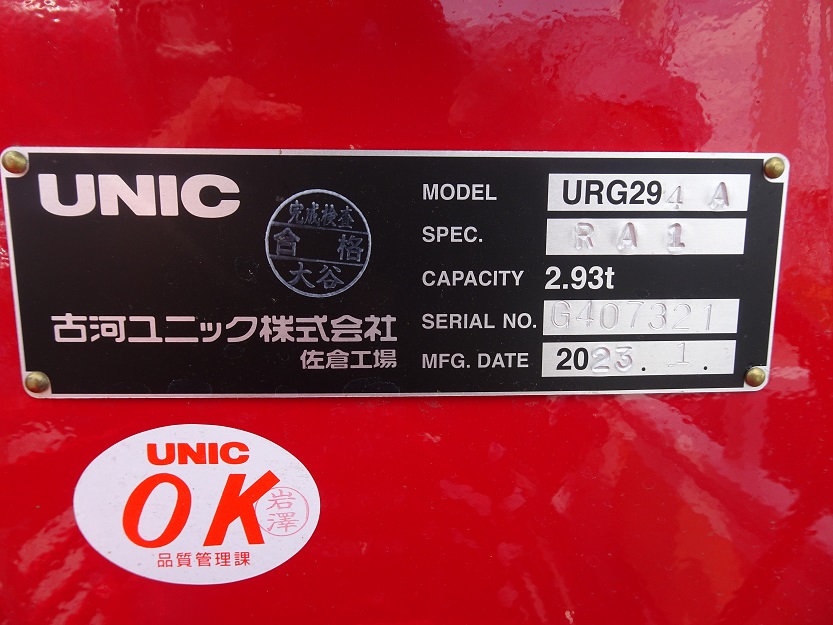 UNIC
完成検査
合格
大谷
古河ユニック株式会社
佐倉工場
MODEL URG294 A
SPEC. RA1
CAPACITY 2.93t
SERIAL NO. G407321
MFG. DATE 2023.1.
UNIC
OK
岩澤
品質管理課